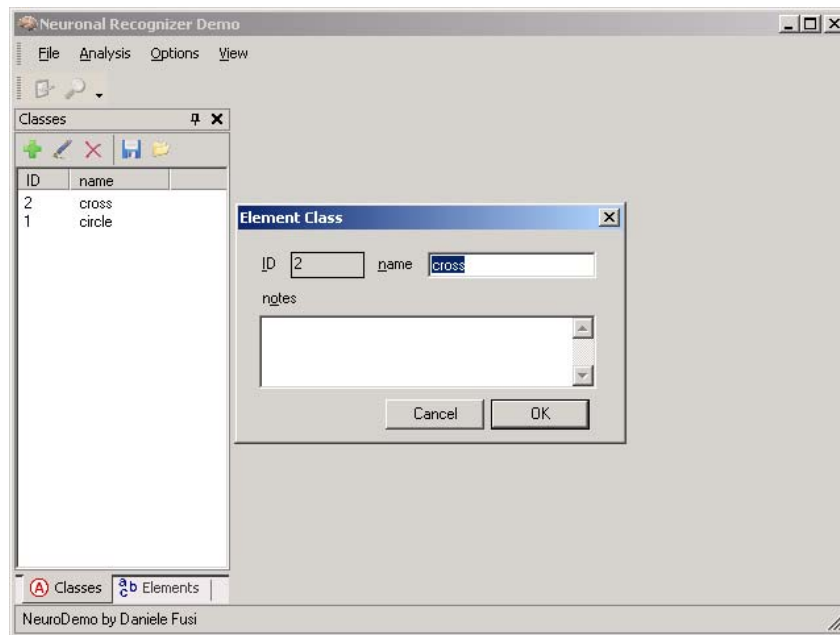 Neuronal Recognizer Demo
File Analysis Options View
Classes
ID name
2 cross
1 circle
Element Class
ID 2 name cross
notes
Cancel OK
A Classes abc Elements
NeuroDemo by Daniele Fusi